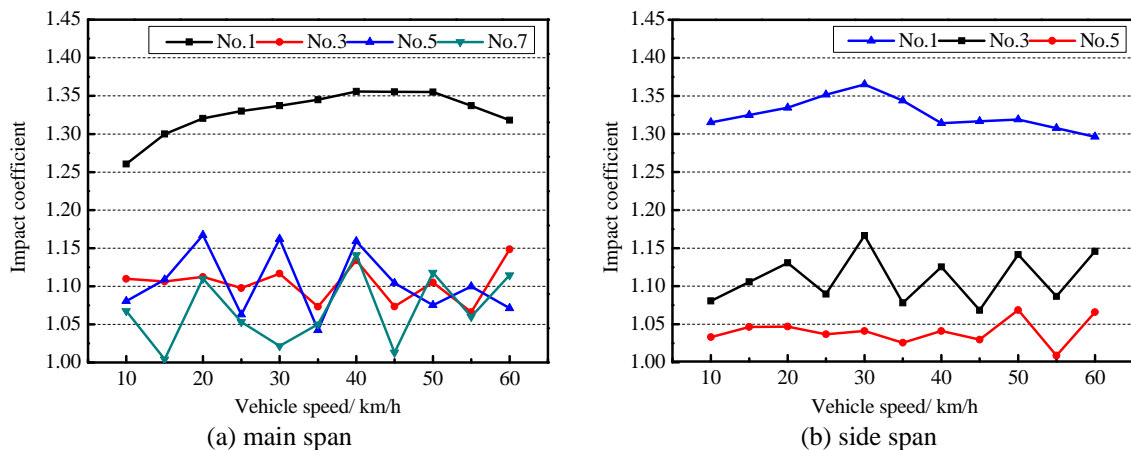 1.45
1.40
1.35
1.30
1.25
1.20
1.15
1.10
1.05
1.00
Impact coefficient
No.1 No.3 No.5 No.7
10 20 30 40 50 60
Vehicle speed/ km/h
(a) main span
1.45
1.40
1.35
1.30
1.25
1.20
1.15
1.10
1.05
1.00
Impact coefficient
No.1 No.3 No.5
10 20 30 40 50 60
Vehicle speed/ km/h
(b) side span